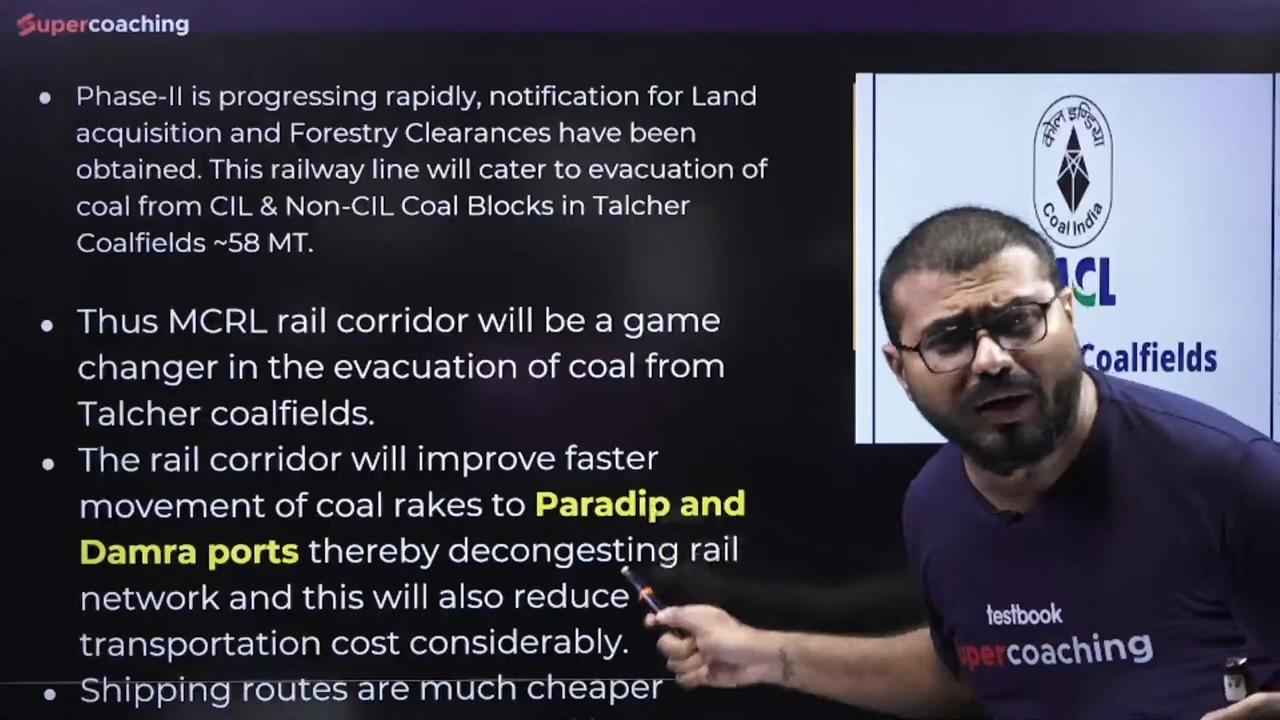 Supercoaching
Phase-II is progressing rapidly, notification for Land
acquisition and Forestry Clearances have been
obtained. This railway line will cater to evacuation of
coal from CIL & Non-CIL Coal Blocks in Talcher
Coalfields ~58 MT.
Thus MCRL rail corridor will be a game
changer in the evacuation of coal from
Talcher coalfields.
The rail corridor will improve faster
movement of coal rakes to Paradip and
Damra ports thereby decongesting rail
network and this will also reduce
transportation cost considerably.
Shipping routes are much cheaper
कोल इण्डिया
Coal India
CL
Coalfields
testbook
supercoaching